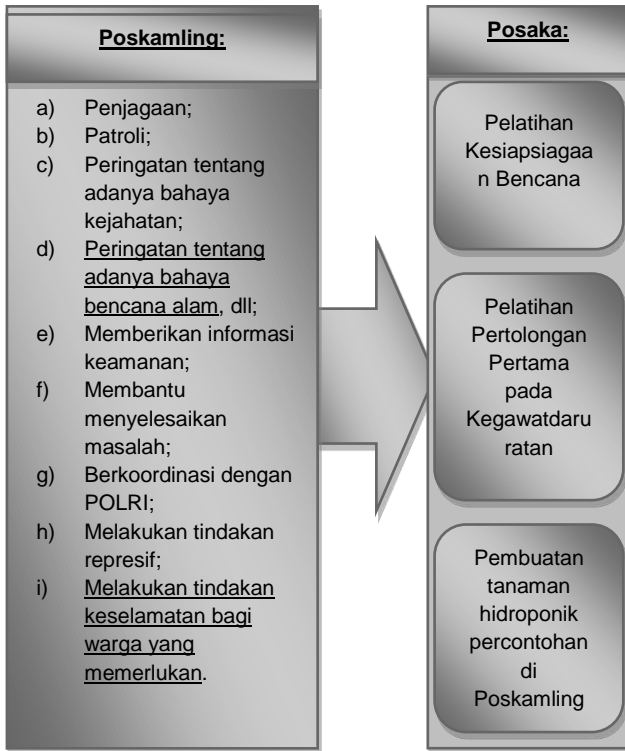 Poskamling:
a) Penjagaan;
b) Patroli;
c) Peringatan tentang
adanya bahaya
kejahatan;
d) Peringatan tentang
adanya bahaya
bencana alam, dll;
e) Memberikan informasi
keamanan;
f) Membantu
menyelesaikan
masalah;
g) Berkoordinasi dengan
POLRI;
h) Melakukan tindakan
represif;
i) Melakukan tindakan
keselamatan bagi
warga yang
memerlukan.
Posaka:
Pelatihan
Kesiapsiagaa
n Bencana
Pelatihan
Pertolongan
Pertama
pada
Kegawatdaru
ratan
Pembuatan
tanaman
hidroponik
percontohan
di
Poskamling